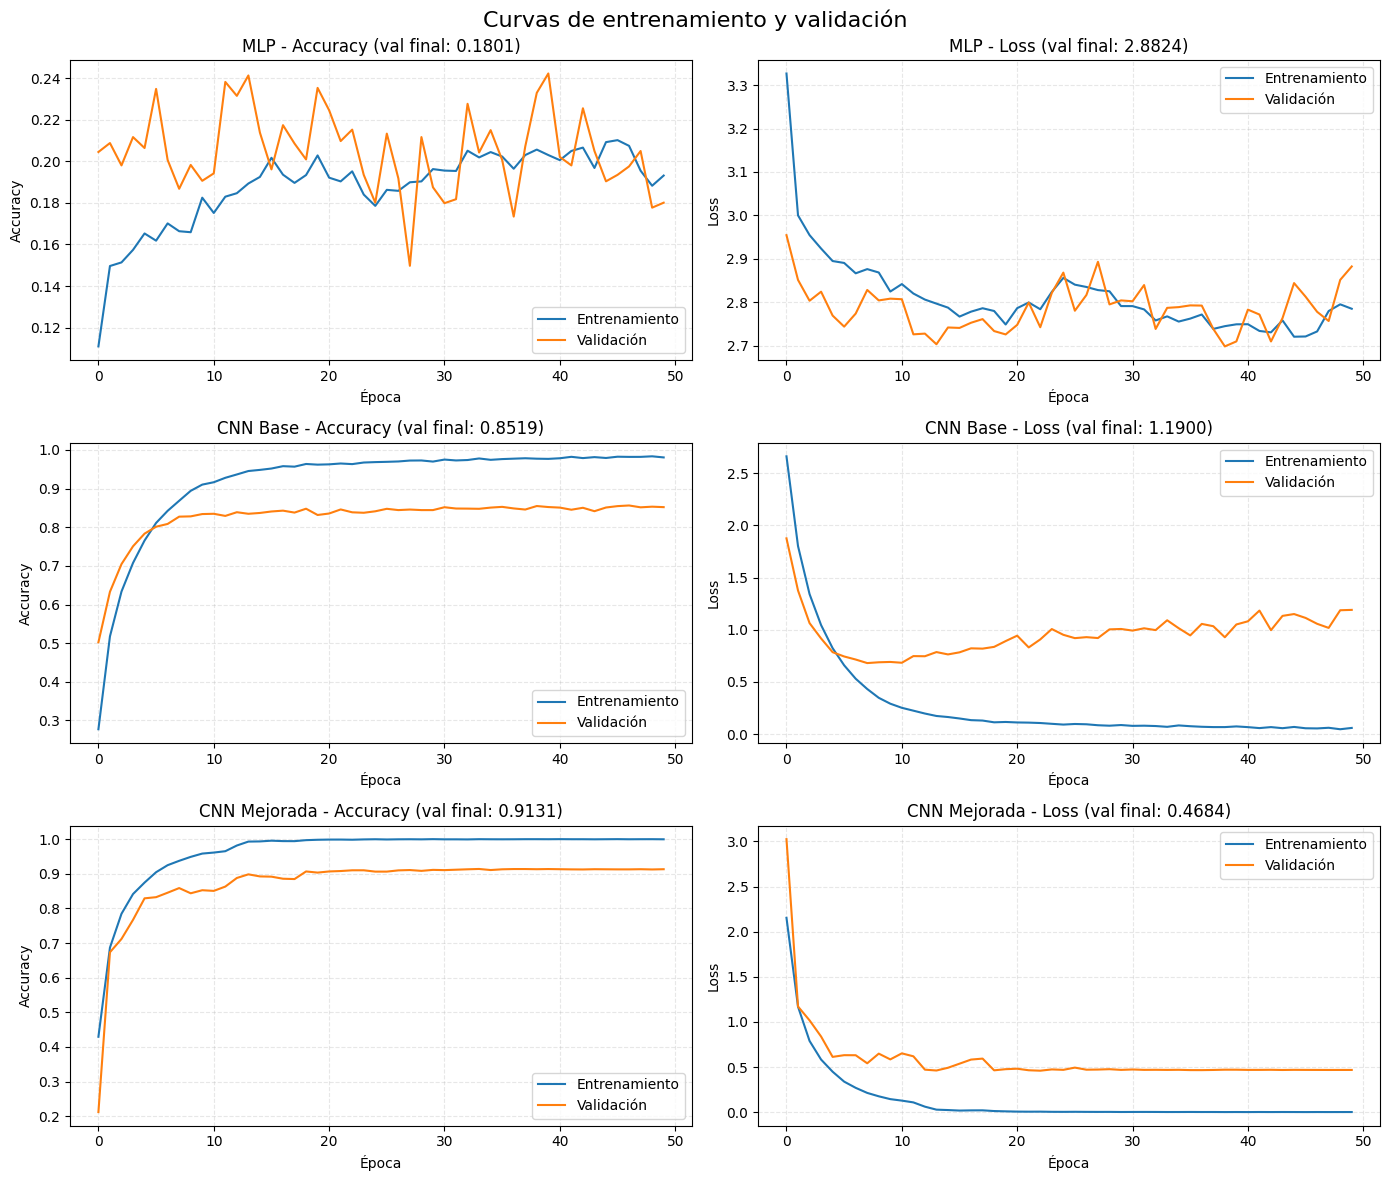 Curvas de entrenamiento y validación
MLP - Accuracy (val final: 0.1801)
0.24
0.22
0.20
0.18
0.16
0.14
0.12
Accuracy
Entrenamiento
Validación
0 10 20 30 40 50
Época
MLP - Loss (val final: 2.8824)
3.3
3.2
3.1
3.0
2.9
2.8
2.7
Loss
Entrenamiento
Validación
0 10 20 30 40 50
Época
CNN Base - Accuracy (val final: 0.8519)
1.0
0.9
0.8
0.7
0.6
0.5
0.4
0.3
Accuracy
Entrenamiento
Validación
0 10 20 30 40 50
Época
CNN Base - Loss (val final: 1.1900)
2.5
2.0
1.5
1.0
0.5
0.0
Loss
Entrenamiento
Validación
0 10 20 30 40 50
Época
CNN Mejorada - Accuracy (val final: 0.9131)
1.0
0.9
0.8
0.7
0.6
0.5
0.4
0.3
0.2
Accuracy
Entrenamiento
Validación
0 10 20 30 40 50
Época
CNN Mejorada - Loss (val final: 0.4684)
3.0
2.5
2.0
1.5
1.0
0.5
0.0
Loss
Entrenamiento
Validación
0 10 20 30 40 50
Época